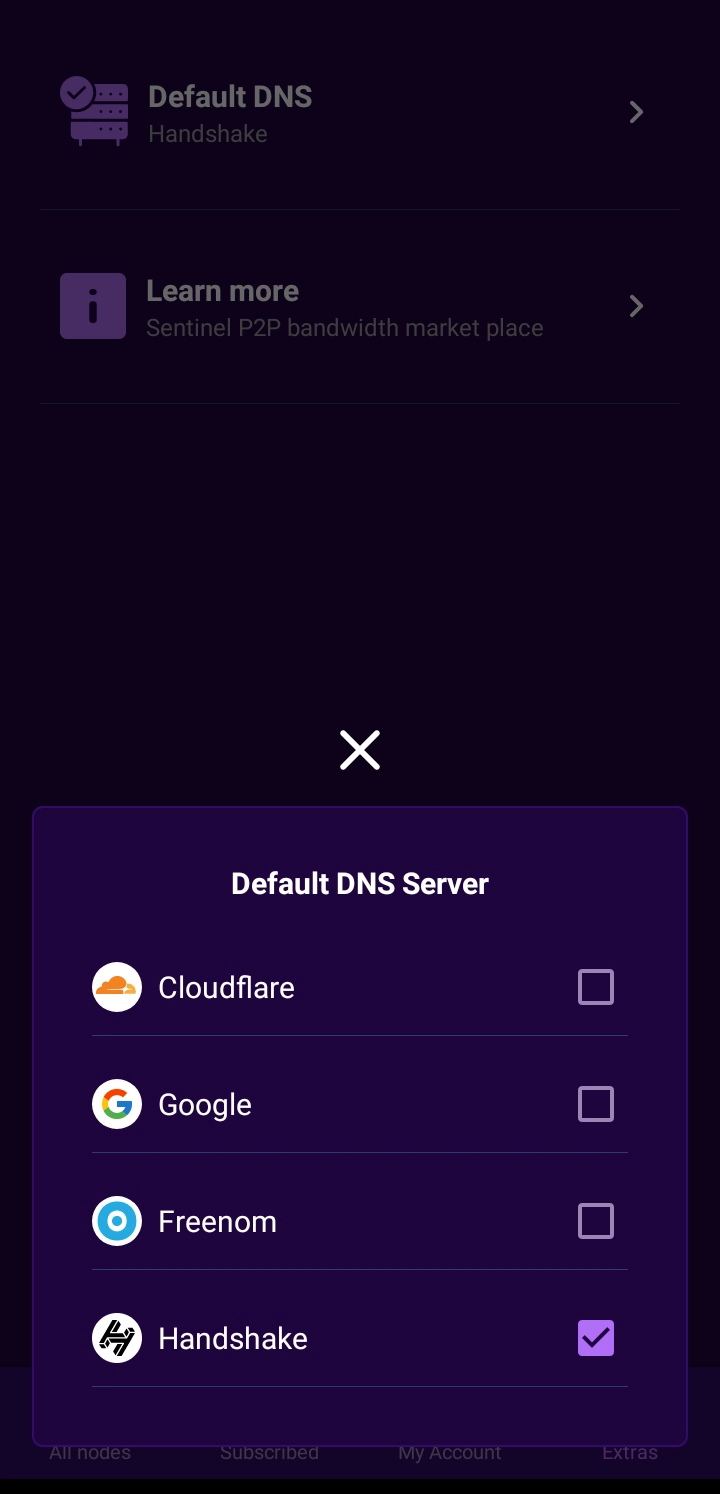 Default DNS
Handshake
Learn more
Sentinel P2P bandwidth market place
Default DNS Server
Cloudflare
Google
Freenom
Handshake
All nodes
Subscribed
My Account
Extras